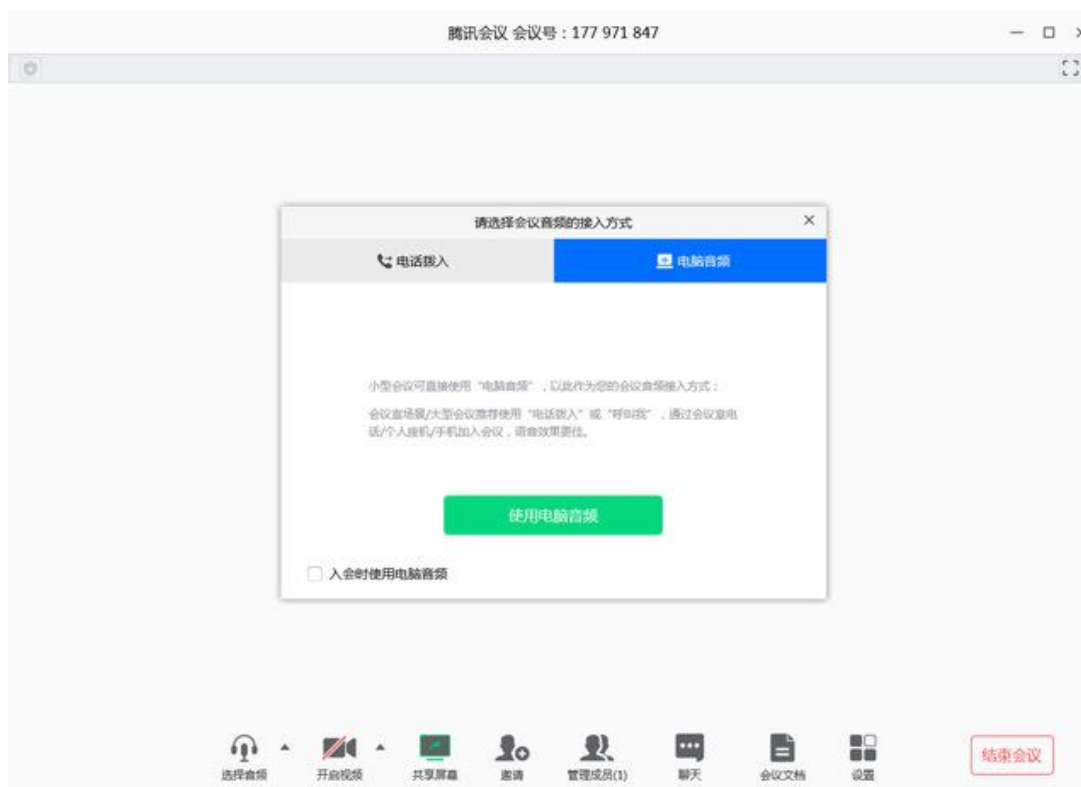 腾讯会议 会议号：177 971 847
请选择会议音频的接入方式
电话拨入
电脑音频
小型会议可直接使用“电脑音频”，以此作为您的会议音频接入方式；
会议室场景/大型会议推荐使用“电话拨入”或“呼叫我”，通过会议室电
话/个人座机/手机加入会议，语音效果更佳。
使用电脑音频
入会时使用电脑音频
选择音频
开启视频
共享屏幕
邀请
管理成员(1)
聊天
会议文档
设置
结束会议